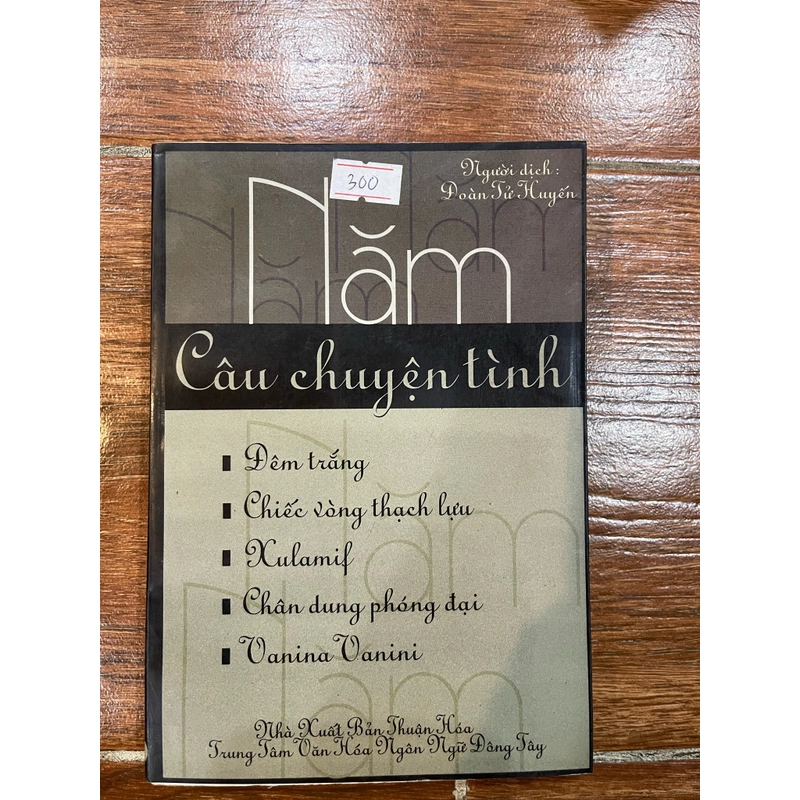 300
Người dịch :
Đoàn Tử Huyến
Năm
Câu chuyện tình
Đêm trắng
Chiếc vòng thạch lựu
Xulamif
Chân dung phóng đại
Vanina Vanini
Nhà Xuất Bản Thuận Hóa
Trung Tâm Văn Hóa Ngôn Ngữ Đông Tây